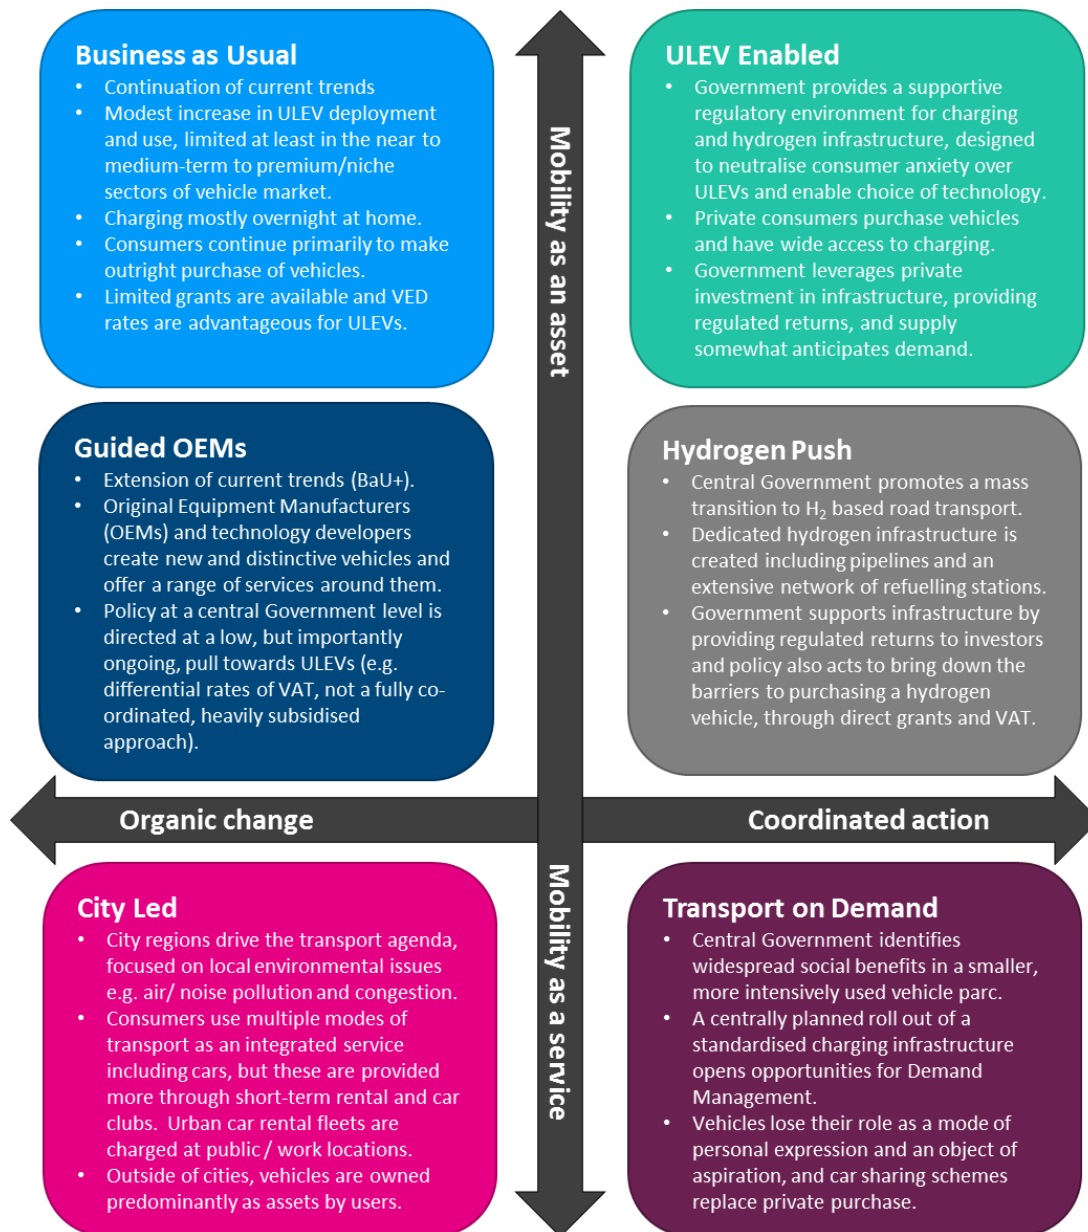 Business as Usual
• Continuation of current trends
• Modest increase in ULEV deployment
and use, limited at least in the near to
medium-term to premium/niche
sectors of vehicle market.
• Charging mostly overnight at home.
• Consumers continue primarily to make
outright purchase of vehicles.
• Limited grants are available and VED
rates are advantageous for ULEVs.
Mobility as an asset
ULEV Enabled
• Government provides a supportive
regulatory environment for charging
and hydrogen infrastructure, designed
to neutralise consumer anxiety over
ULEVs and enable choice of technology.
• Private consumers purchase vehicles
and have wide access to charging.
• Government leverages private
investment in infrastructure, providing
regulated returns, and supply
somewhat anticipates demand.
Guided OEMs
• Extension of current trends (BaU+).
• Original Equipment Manufacturers
(OEMs) and technology developers
create new and distinctive vehicles and
offer a range of services around them.
• Policy at a central Government level is
directed at a low, but importantly
ongoing, pull towards ULEVs (e.g.
differential rates of VAT, not a fully co-
ordinated, heavily subsidised
approach).
Hydrogen Push
• Central Government promotes a mass
transition to H₂ based road transport.
• Dedicated hydrogen infrastructure is
created including pipelines and an
extensive network of refuelling stations.
• Government supports infrastructure by
providing regulated returns to investors
and policy also acts to bring down the
barriers to purchasing a hydrogen
vehicle, through direct grants and VAT.
Organic change
Coordinated action
City Led
• City regions drive the transport agenda,
focused on local environmental issues
e.g. air/ noise pollution and congestion.
• Consumers use multiple modes of
transport as an integrated service
including cars, but these are provided
more through short-term rental and car
clubs. Urban car rental fleets are
charged at public / work locations.
• Outside of cities, vehicles are owned
predominantly as assets by users.
Mobility as a service
Transport on Demand
• Central Government identifies
widespread social benefits in a smaller,
more intensively used vehicle parc.
• A centrally planned roll out of a
standardised charging infrastructure
opens opportunities for Demand
Management.
• Vehicles lose their role as a mode of
personal expression and an object of
aspiration, and car sharing schemes
replace private purchase.